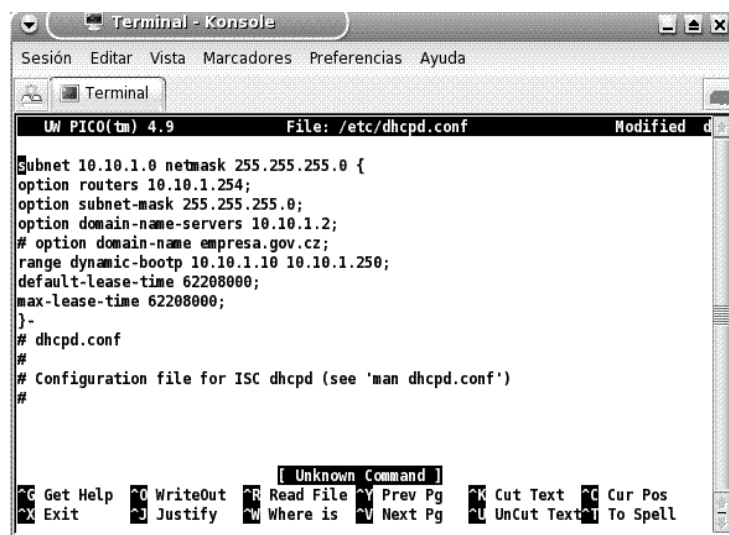 Terminal - Konsole
Sesión Editar Vista Marcadores Preferencias Ayuda
Terminal
UW PICO(tm) 4.9 File: /etc/dhcpd.conf Modified d
subnet 10.10.1.0 netmask 255.255.255.0 {
option routers 10.10.1.254;
option subnet-mask 255.255.255.0;
option domain-name-servers 10.10.1.2;
# option domain-name empresa.gov.cz;
range dynamic-bootp 10.10.1.10 10.10.1.250;
default-lease-time 62208000;
max-lease-time 62208000;
}-
# dhcpd.conf
#
# Configuration file for ISC dhcpd (see 'man dhcpd.conf')
#
[ Unknown Command ]
^G Get Help ^O WriteOut ^R Read File ^Y Prev Pg ^K Cut Text ^C Cur Pos
^X Exit ^J Justify ^W Where is ^V Next Pg ^U UnCut Text ^T To Spell